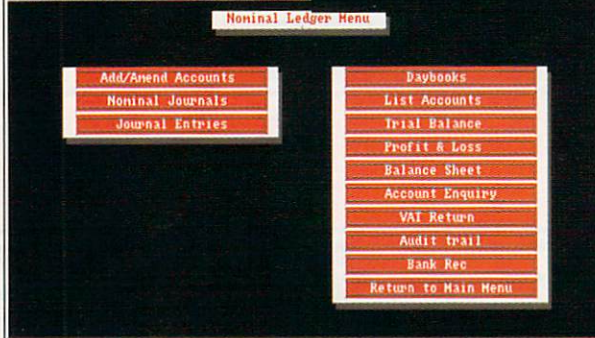 Nominal Ledger Menu
Add/Amend Accounts
Nominal Journals
Journal Entries
Daybooks
List Accounts
Trial Balance
Profit & Loss
Balance Sheet
Account Enquiry
VAT Return
Audit trail
Bank Rec
Return to Main Menu